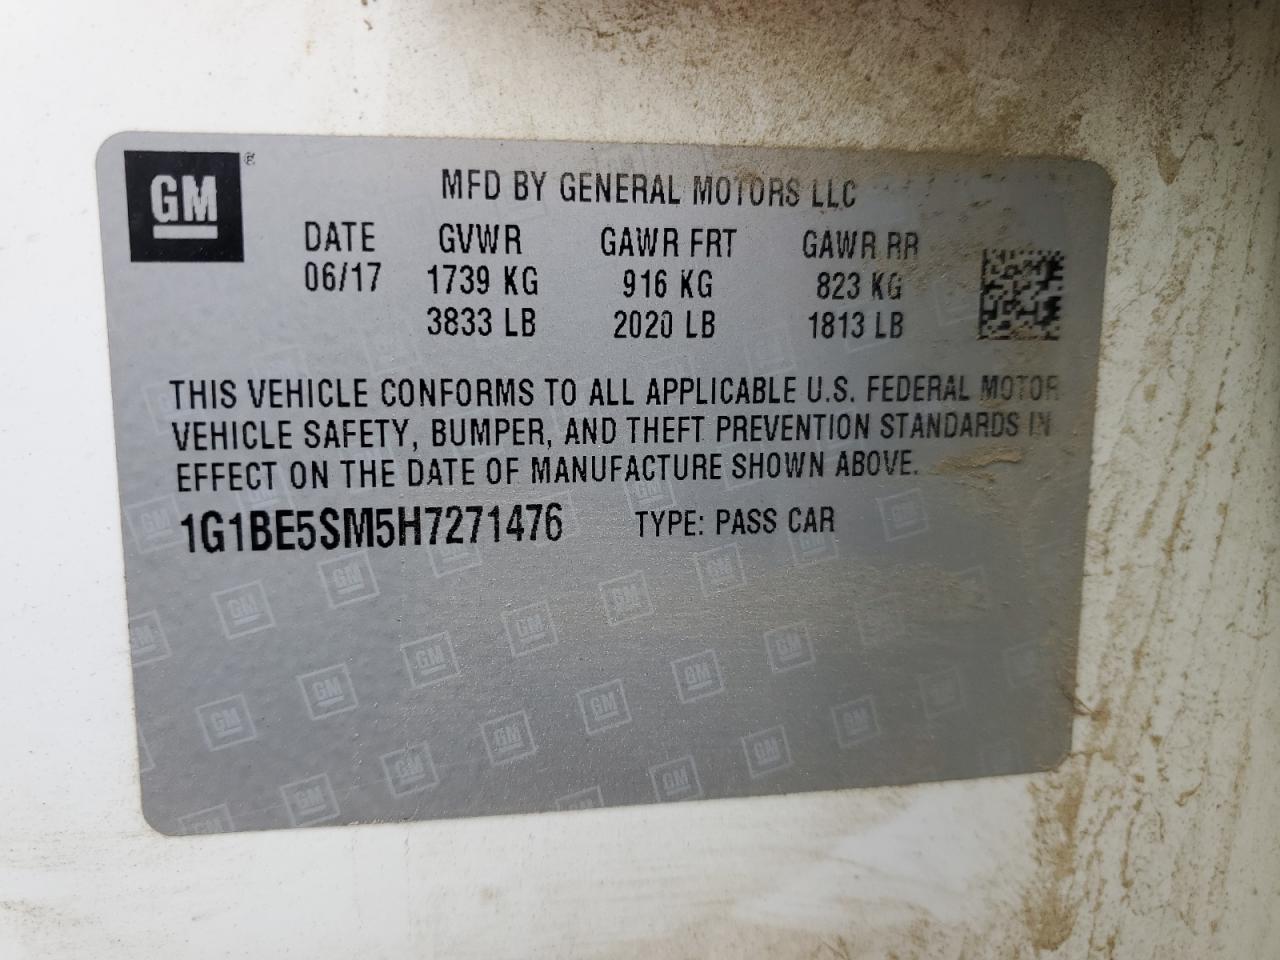 GM
MFD BY GENERAL MOTORS LLC
DATE GVWR GAWR FRT GAWR RR
06/17 1739 KG 916 KG 823 KG
3833 LB 2020 LB 1813 LB
THIS VEHICLE CONFORMS TO ALL APPLICABLE U.S. FEDERAL MOTOR
VEHICLE SAFETY, BUMPER, AND THEFT PREVENTION STANDARDS IN
EFFECT ON THE DATE OF MANUFACTURE SHOWN ABOVE.
1G1BE5SM5H7271476 TYPE: PASS CAR